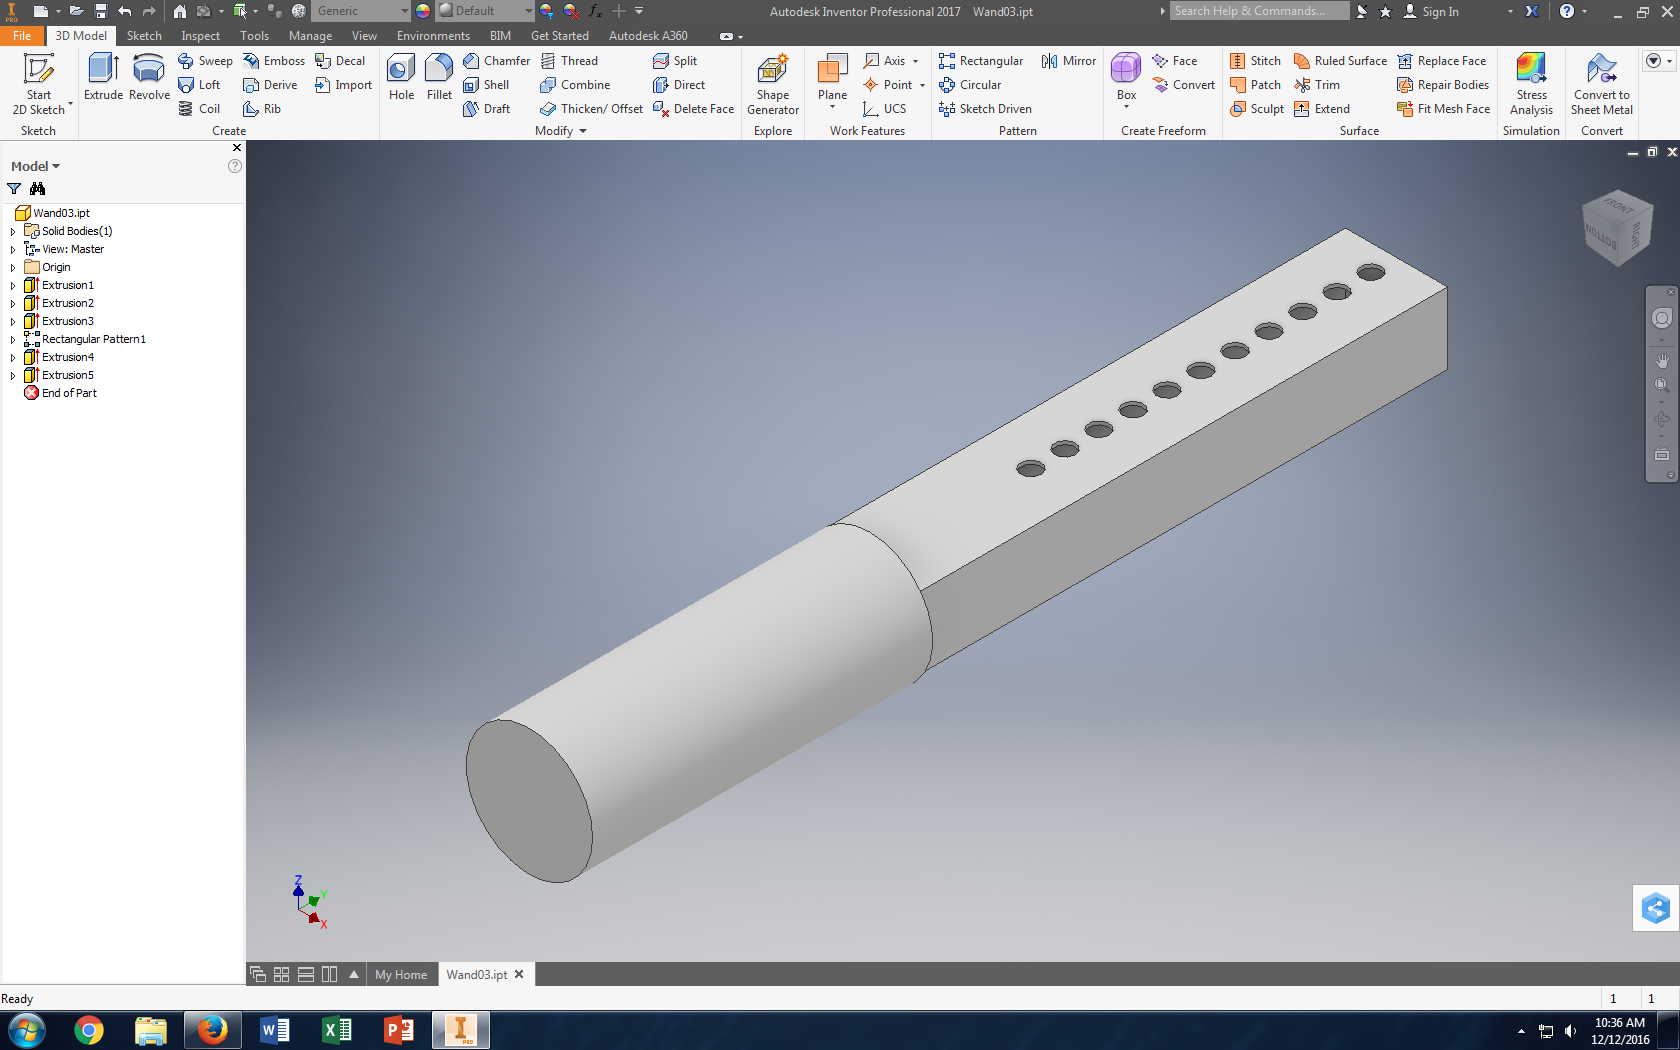 PRO
Generic
Default
Autodesk Inventor Professional 2017 Wand03.ipt
Search Help & Commands...
Sign In
File 3D Model Sketch Inspect Tools Manage View Environments BIM Get Started Autodesk A360
Start
2D Sketch
Sketch
Extrude Revolve
Sweep Emboss Decal
Loft Derive Import
Coil Rib
Create
Hole Fillet
Chamfer Thread Split
Shell Combine Direct
Draft Thicken/ Offset Delete Face
Modify
Shape
Generator
Explore
Plane
Axis
Point
UCS
Work Features
Rectangular Mirror
Circular
Sketch Driven
Pattern
Box
Face
Convert
Create Freeform
Stitch Ruled Surface Replace Face
Patch Trim Repair Bodies
Sculpt Extend Fit Mesh Face
Surface
Stress
Analysis
Simulation
Convert to
Sheet Metal
Convert
Model
Wand03.ipt
Solid Bodies(1)
View: Master
Origin
Extrusion1
Extrusion2
Extrusion3
Rectangular Pattern1
Extrusion4
Extrusion5
End of Part
FRONT
BOTTOM
RIGHT
Z
Y
X
My Home Wand03.ipt
Ready
1 1
PRO
10:36 AM
12/12/2016